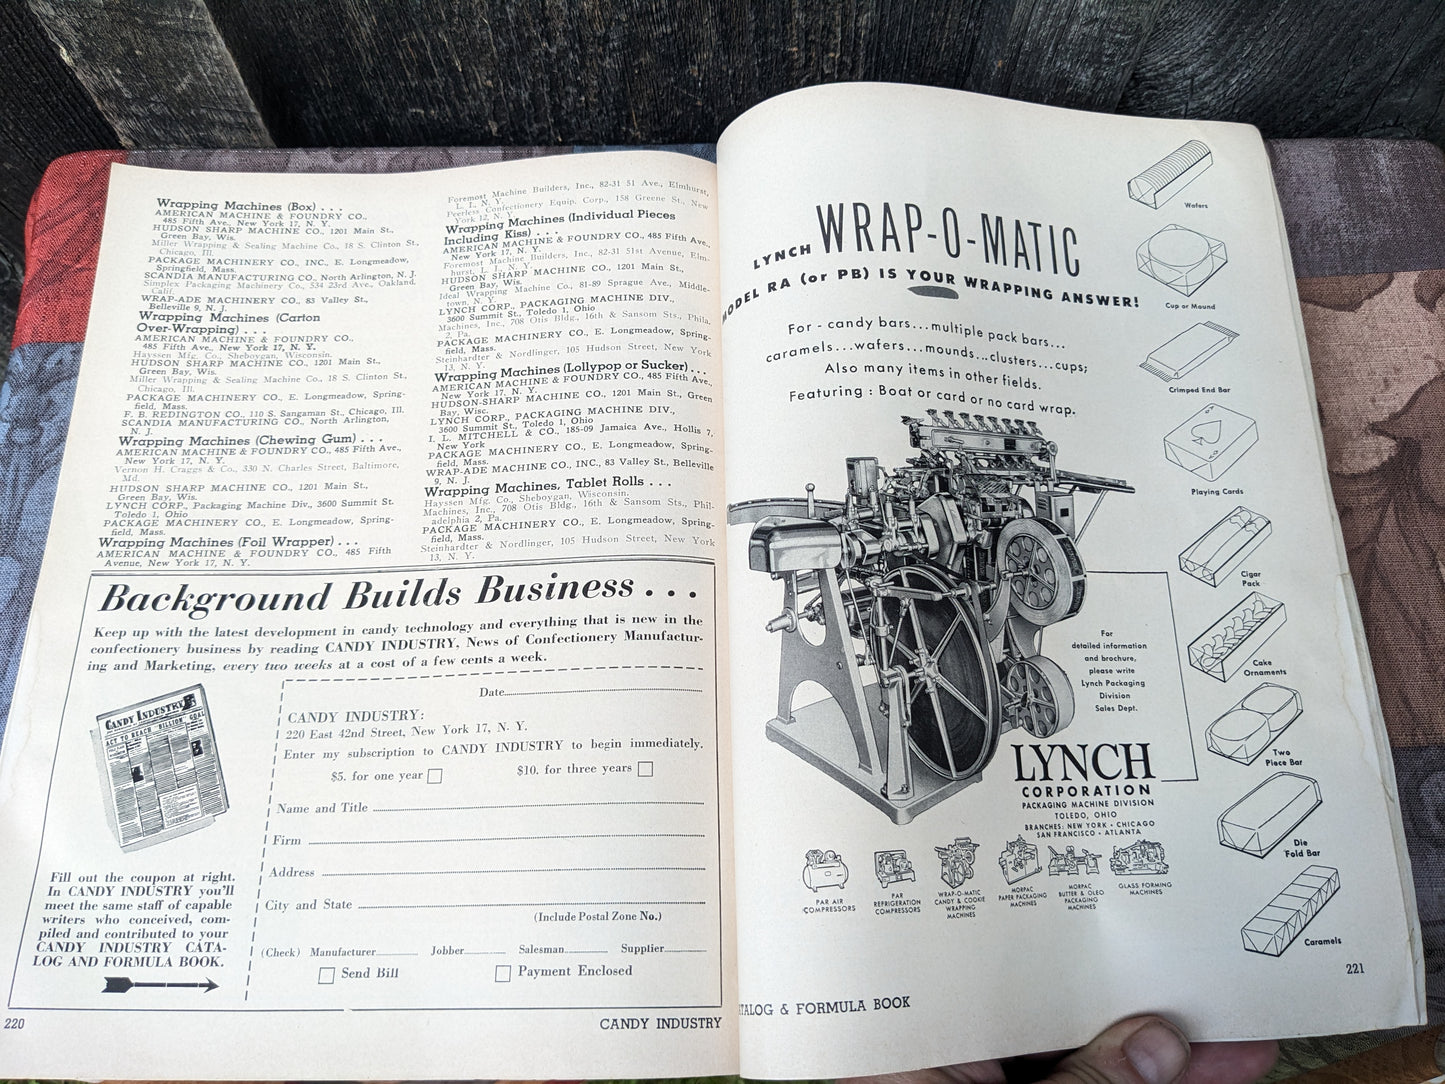 Wrapping Machines (Box) . . .
AMERICAN MACHINE & FOUNDRY CO.,
485 Fifth Ave., New York 17, N. Y.
HUDSON SHARP MACHINE CO., 1201 Main St.,
Green Bay, Wis.
Miller Wrapping & Sealing Machine Co., 18 S. Clinton St.,
Chicago, Ill.
PACKAGE MACHINERY CO., INC., E. Longmeadow,
Springfield, Mass.
SCANDIA MANUFACTURING CO., North Arlington, N. J.
Simplex Packaging Machinery Co., 534 23rd Ave., Oakland,
Calif.
WRAP-ADE MACHINERY CO., 83 Valley St.,
Belleville 9, N. J.
Wrapping Machines (Carton
Over-Wrapping) . . .
AMERICAN MACHINE & FOUNDRY CO.,
485 Fifth Ave., New York 17, N. Y.
Hayssen Mfg. Co., Sheboygan, Wisconsin.
HUDSON SHARP MACHINE CO., 1201 Main St.,
Green Bay, Wis.
Miller Wrapping & Sealing Machine Co., 18 S. Clinton St.,
Chicago, Ill.
PACKAGE MACHINERY CO., E. Longmeadow, Spring-
field, Mass.
F. B. REDINGTON CO., 110 S. Sangaman St., Chicago, Ill.
SCANDIA MANUFACTURING CO., North Arlington,
N. J.
Wrapping Machines (Chewing Gum) . . .
AMERICAN MACHINE & FOUNDRY CO., 485 Fifth Ave.,
New York 17, N. Y.
Vernon H. Craggs & Co., 330 N. Charles Street, Baltimore,
Md.
HUDSON SHARP MACHINE CO., 1201 Main St.,
Green Bay, Wis.
LYNCH CORP., Packaging Machine Div., 3600 Summit St.
Toledo 1, Ohio
PACKAGE MACHINERY CO., E. Longmeadow, Spring-
field, Mass.
Wrapping Machines (Foil Wrapper) . . .
AMERICAN MACHINE & FOUNDRY CO., 485 Fifth
Avenue, New York 17, N. Y.
Foremost Machine Builders, Inc., 82-31 51 Ave., Elmhurst,
L. I., N. Y.
Peerless Confectionery Equip. Corp., 158 Greene St., New
York 12, N. Y.
Wrapping Machines (Individual Pieces
Including Kiss) . . .
AMERICAN MACHINE & FOUNDRY CO., 485 Fifth Ave.,
New York 17, N. Y.
Foremost Machine Builders, Inc., 82-31 51st Avenue, Elm-
hurst, L. I., N. Y.
HUDSON SHARP MACHINE CO., 1201 Main St.,
Green Bay, Wis.
Ideal Wrapping Machine Co., 81-89 Sprague Ave., Middle-
town, N. Y.
LYNCH CORP., PACKAGING MACHINE DIV.,
3600 Summit St., Toledo 1, Ohio
Machines, Inc., 708 Otis Bldg., 16th & Sansom Sts., Phila.
2, Pa.
PACKAGE MACHINERY CO., E. Longmeadow, Spring-
field, Mass.
Steinhardter & Nordlinger, 105 Hudson Street, New York
13, N. Y.
Wrapping Machines (Lollypop or Sucker) . . .
AMERICAN MACHINE & FOUNDRY CO., 485 Fifth Ave.,
New York 17, N. Y.
HUDSON-SHARP MACHINE CO., 1201 Main St., Green
Bay, Wisc.
LYNCH CORP., PACKAGING MACHINE DIV.,
3600 Summit St., Toledo 1, Ohio
I. L. MITCHELL & CO., 185-09 Jamaica Ave., Hollis 7,
New York
PACKAGE MACHINERY CO., E. Longmeadow, Spring-
field, Mass.
WRAP-ADE MACHINE CO., INC., 83 Valley St., Belleville
9, N. J.
Wrapping Machines, Tablet Rolls . . .
Hayssen Mfg. Co., Sheboygan, Wisconsin.
Machines, Inc., 708 Otis Bldg., 16th & Sansom Sts., Phil-
adelphia 2, Pa.
PACKAGE MACHINERY CO., E. Longmeadow, Spring-
field, Mass.
Steinhardter & Nordlinger, 105 Hudson Street, New York
13, N. Y.
Background Builds Business . . .
Keep up with the latest development in candy technology and everything that is new in the
confectionery business by reading CANDY INDUSTRY, News of Confectionery Manufactur-
ing and Marketing, every two weeks at a cost of a few cents a week.
CANDY INDUSTRY
ACT TO REACH 'BILLION' GOAL
Fill out the coupon at right.
In CANDY INDUSTRY you'll
meet the same staff of capable
writers who conceived, com-
piled and contributed to your
CANDY INDUSTRY CATA-
LOG AND FORMULA BOOK.
Date
CANDY INDUSTRY:
220 East 42nd Street, New York 17, N. Y.
Enter my subscription to CANDY INDUSTRY to begin immediately.
$5. for one year $10. for three years
Name and Title
Firm
Address
City and State
(Include Postal Zone No.)
(Check) Manufacturer Jobber Salesman Supplier
Send Bill Payment Enclosed
220 CANDY INDUSTRY
LYNCH WRAP-O-MATIC
MODEL RA (or PB) IS YOUR WRAPPING ANSWER!
For - candy bars...multiple pack bars...
caramels...wafers...mounds...clusters...cups;
Also many items in other fields.
Featuring : Boat or card or no card wrap.
Wafers
Cup or Mound
Crimped End Bar
Playing Cards
Cigar
Pack
Cake
Ornaments
Two
Piece Bar
Die
Fold Bar
Caramels
For
detailed information
and brochure,
please write
Lynch Packaging
Division
Sales Dept.
LYNCH
CORPORATION
PACKAGING MACHINE DIVISION
TOLEDO, OHIO
BRANCHES: NEW YORK • CHICAGO
SAN FRANCISCO • ATLANTA
PAR AIR
COMPRESSORS
PAR
REFRIGERATION
COMPRESSORS
WRAP-O-MATIC
CANDY & COOKIE
WRAPPING
MACHINES
MORPAC
PAPER PACKAGING
MACHINES
MORPAC
BUTTER & OLEO
PACKAGING
MACHINES
GLASS FORMING
MACHINES
221
TALOG & FORMULA BOOK